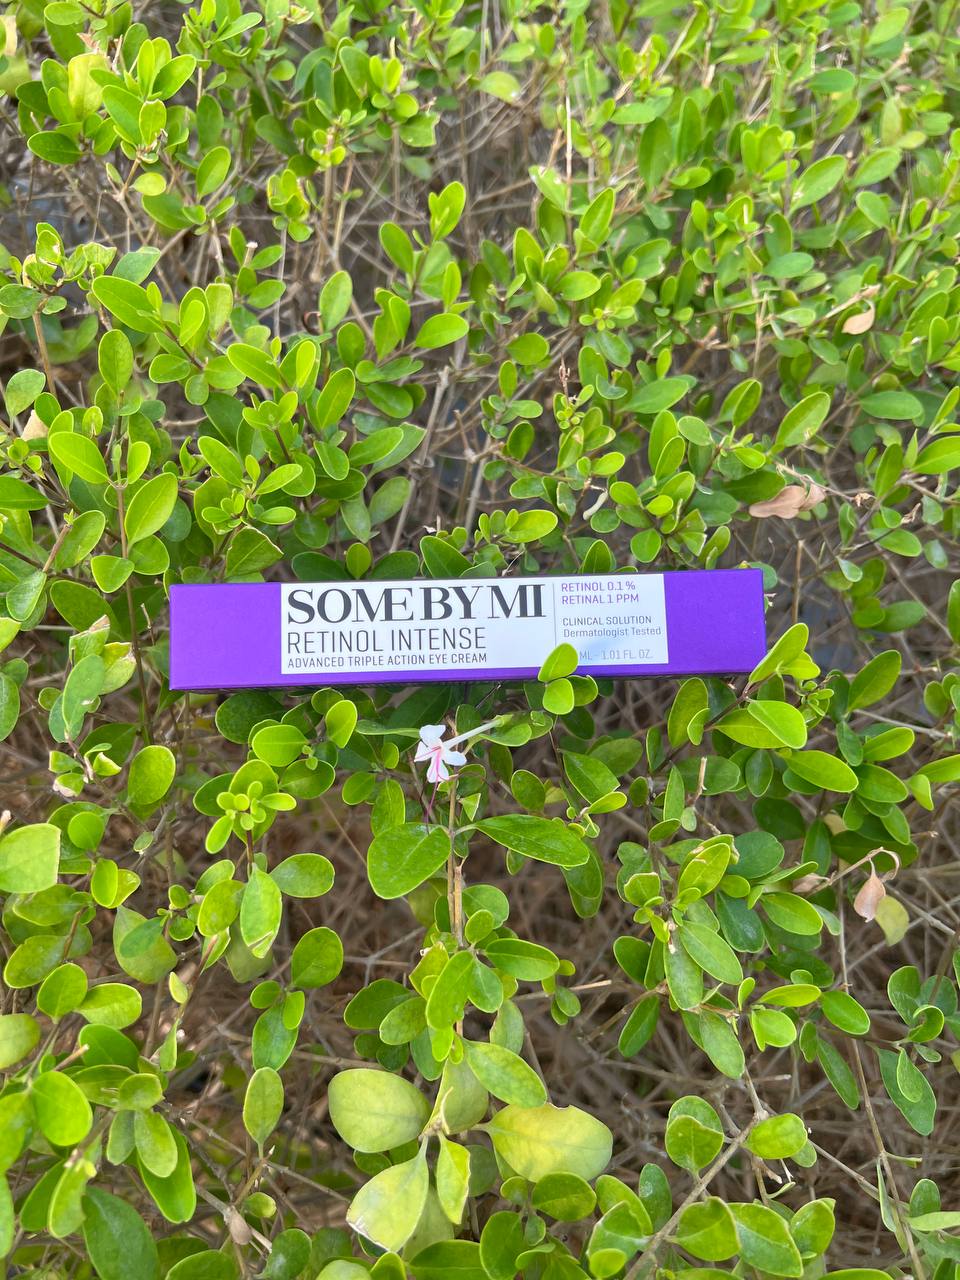 SOME BY MI
RETINOL INTENSE
ADVANCED TRIPLE ACTION EYE CREAM
RETINOL 0.1%
RETINAL 1 PPM
CLINICAL SOLUTION
Dermatologist Tested
ML - 1.01 FL. OZ.